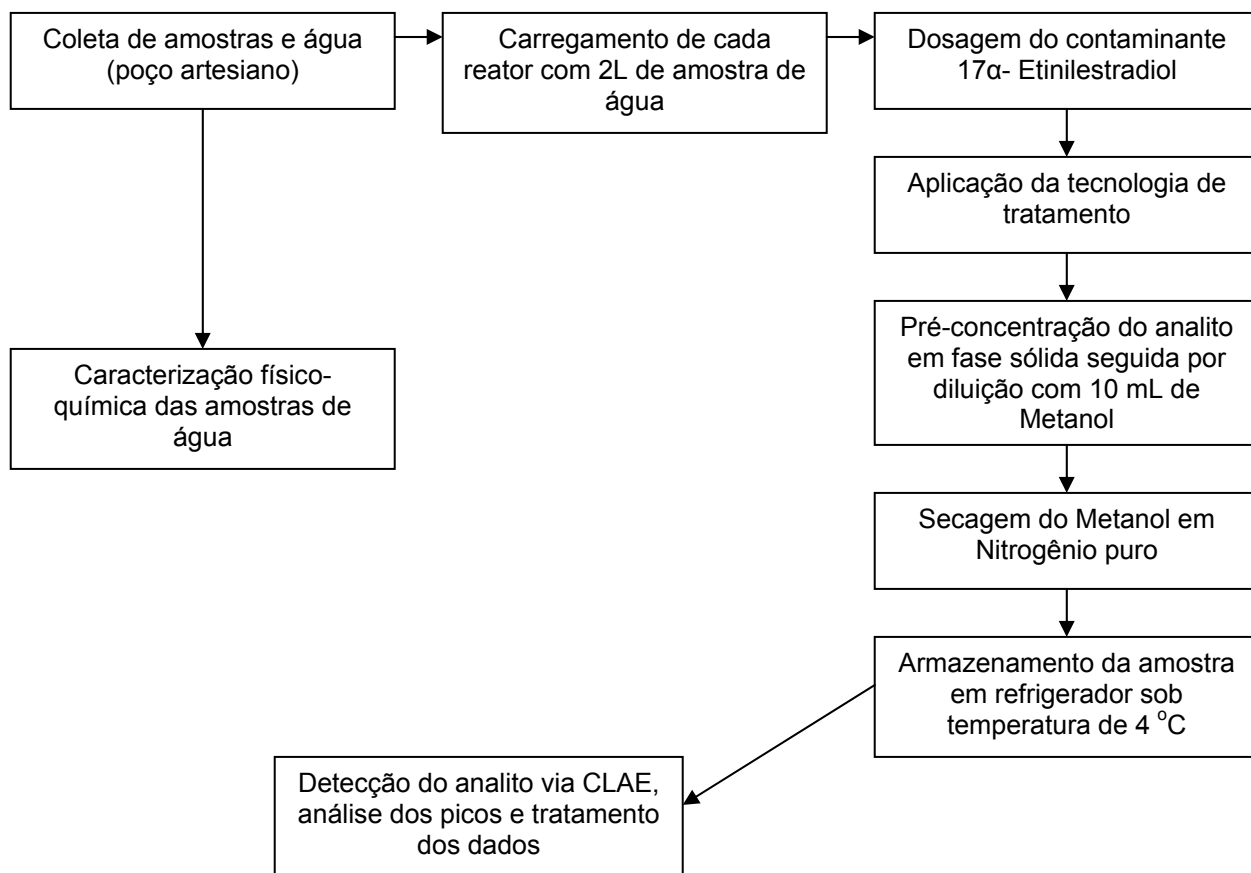 Coleta de amostras e água
(poço artesiano)
Carregamento de cada
reator com 2L de amostra de
água
Dosagem do contaminante
17α- Etinilestradiol
Aplicação da tecnologia de
tratamento
Pré-concentração do analito
em fase sólida seguida por
diluição com 10 mL de
Metanol
Caracterização físico-
química das amostras de
água
Secagem do Metanol em
Nitrogênio puro
Armazenamento da amostra
em refrigerador sob
temperatura de 4 °C
Detecção do analito via CLAE,
análise dos picos e tratamento
dos dados